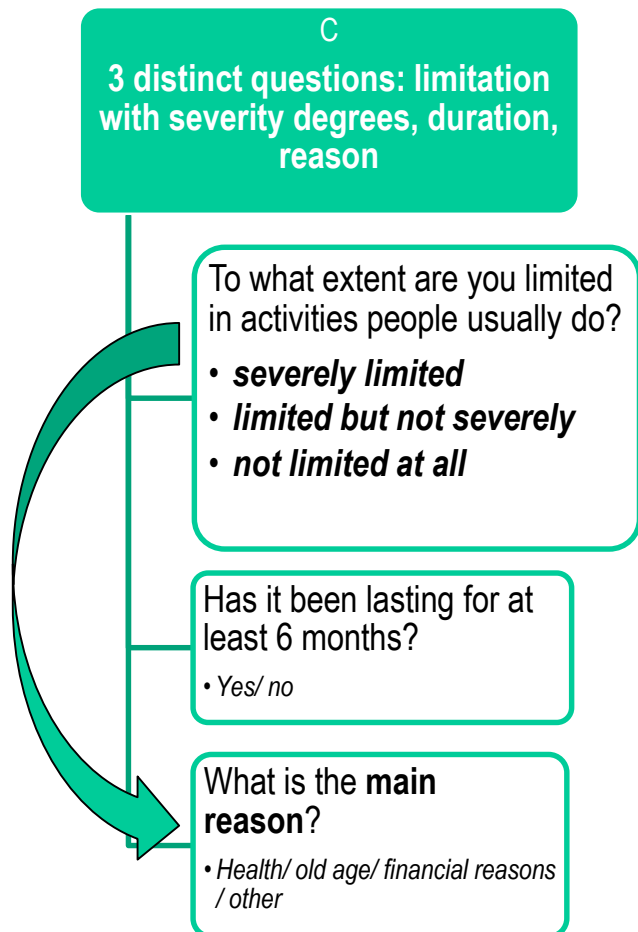 C
3 distinct questions: limitation
with severity degrees, duration,
reason
To what extent are you limited
in activities people usually do?
• severely limited
• limited but not severely
• not limited at all
Has it been lasting for at
least 6 months?
• Yes/ no
What is the main
reason?
• Health/ old age/ financial reasons
/ other